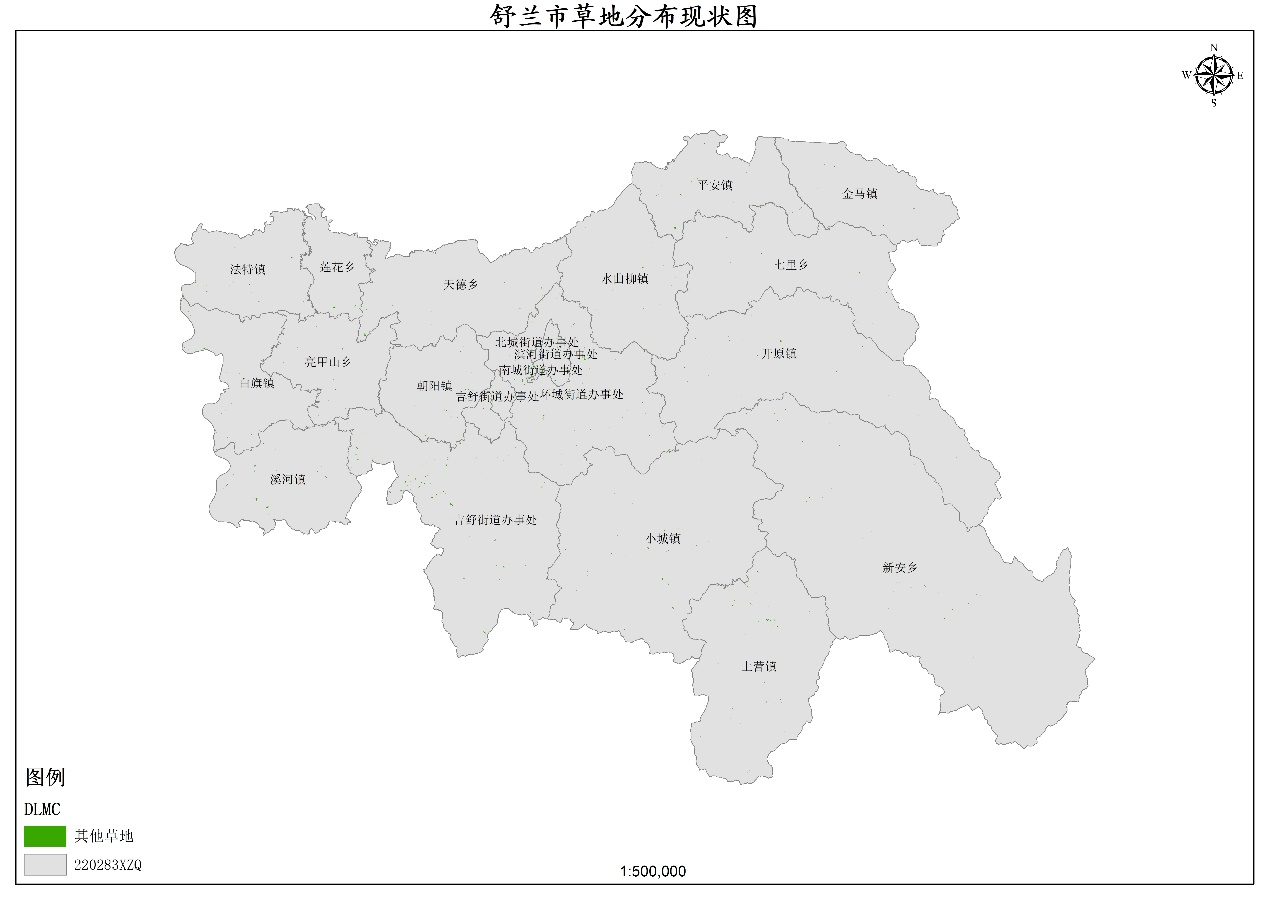 舒兰市草地分布现状图
N
W E
S
平安镇
金马镇
法特镇
莲花乡
天德乡
水曲柳镇
七里乡
北城街道办事处
滨河街道办事处
南城街道办事处
开原镇
亮甲山乡
白旗镇
朝阳镇
吉舒街道办事处
环城街道办事处
溪河镇
吉舒街道办事处
小城镇
新安乡
上营镇
图例
DLMC
其他草地
220283XZQ
1:500,000